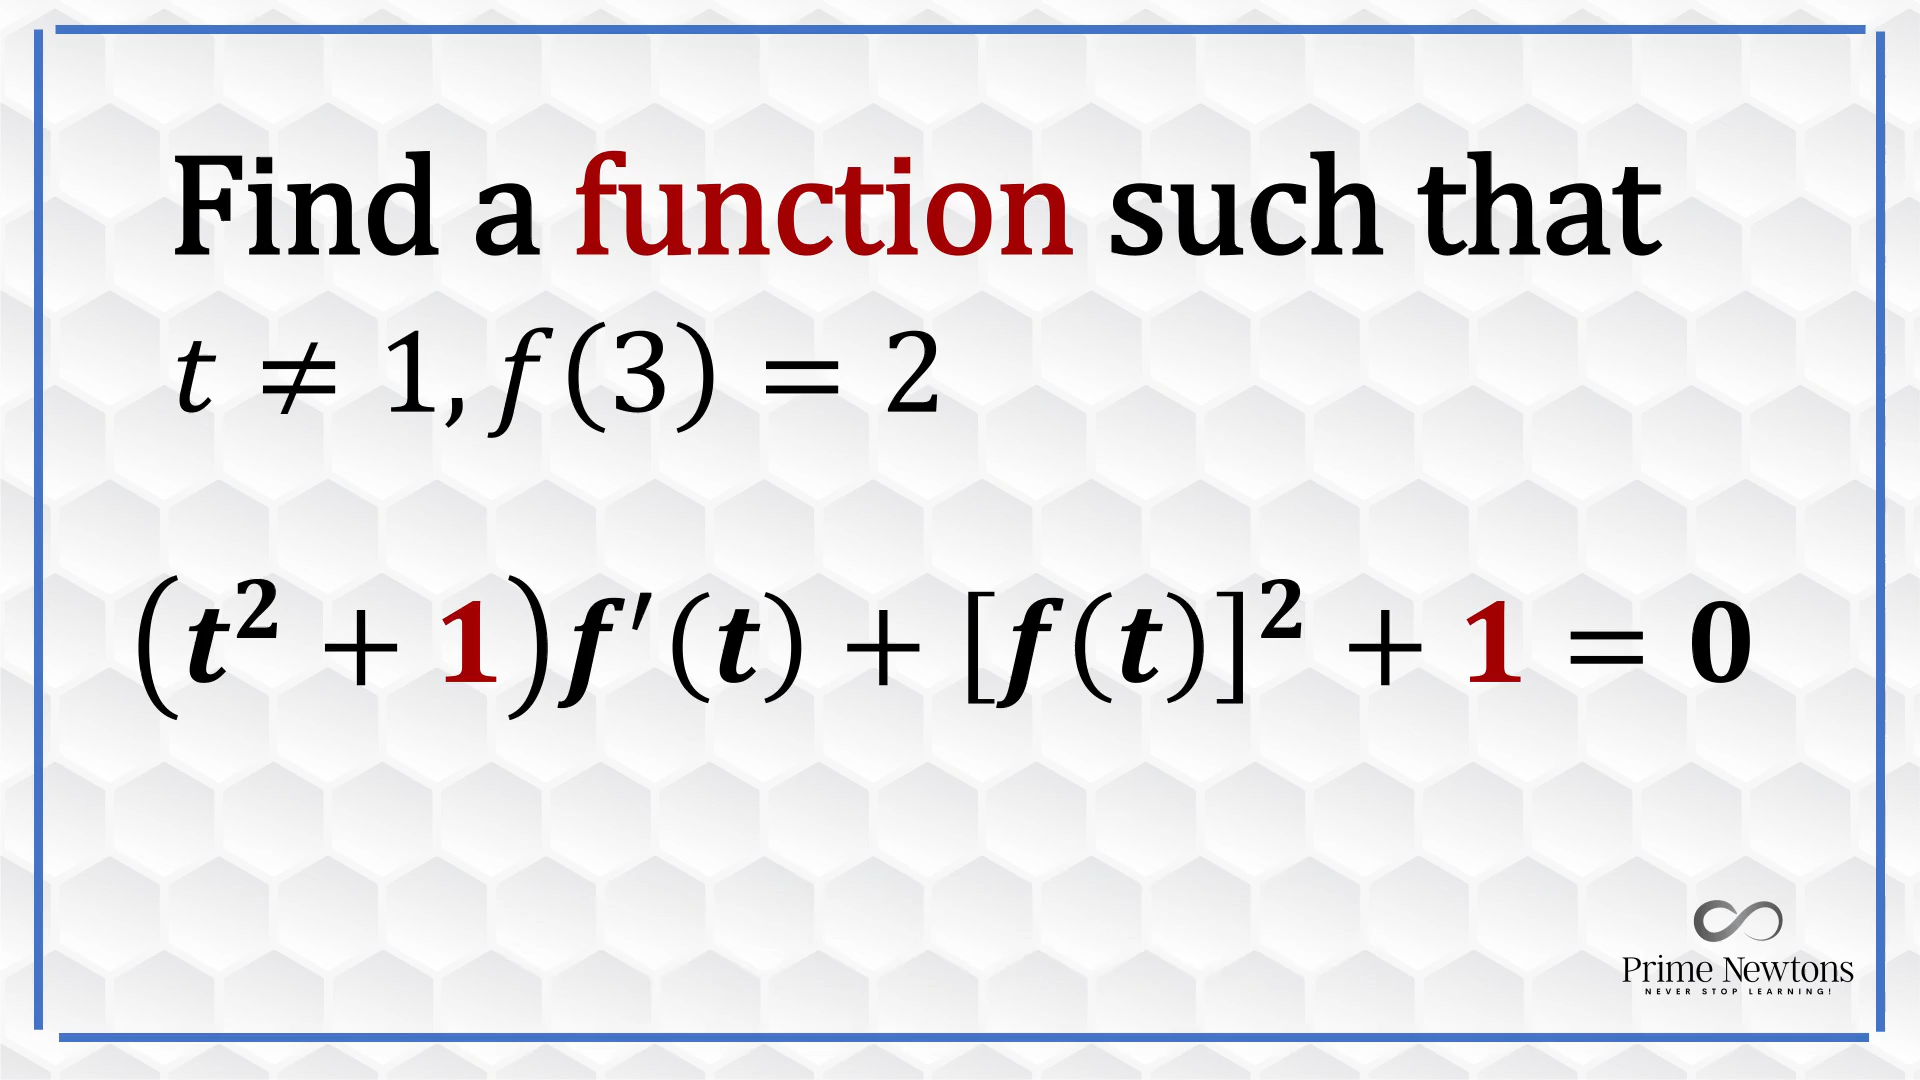 Find a function such that
t ≠ 1, f(3) = 2
(t² + 1)f′(t) + [f(t)]² + 1 = 0
Prime Newtons
NEVER STOP LEARNING!